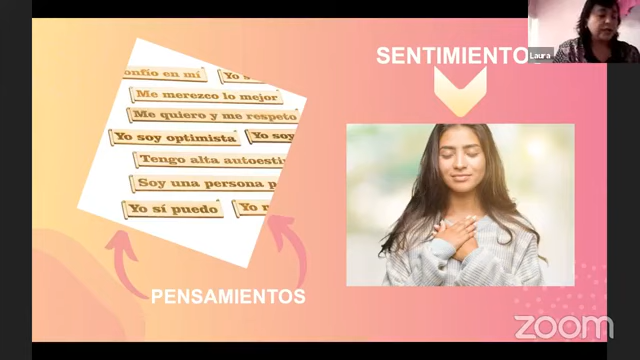 SENTIMIENTO
Laura
onfío en mí Yo s
Me merezco lo mejor
Me quiero y me respeto
Yo soy optimista Yo soy
Tengo alta autoesti
Soy una persona p
Yo sí puedo Yo
PENSAMIENTOS
zoom